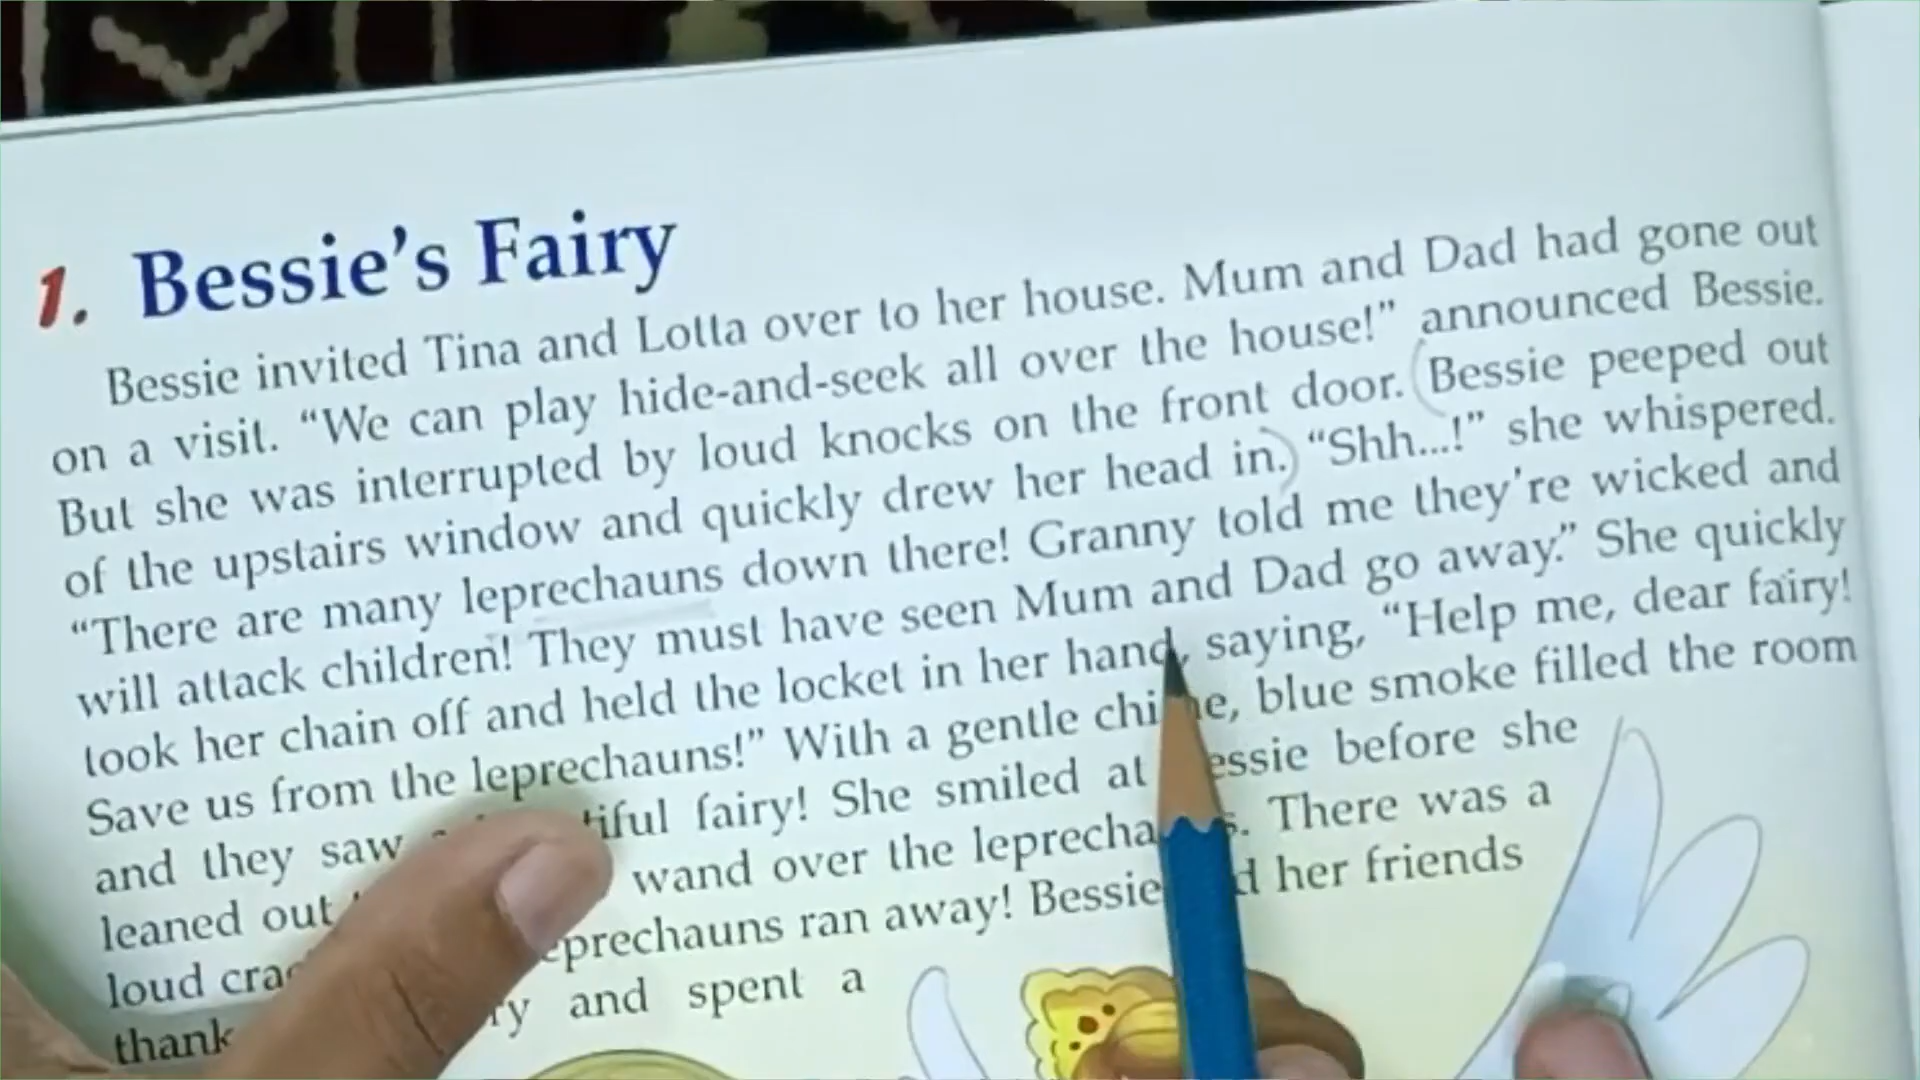 1. Bessie's Fairy
Bessie invited Tina and Lotta over to her house. Mum and Dad had gone out
on a visit. “We can play hide-and-seek all over the house!” announced Bessie.
But she was interrupted by loud knocks on the front door. Bessie peeped out
of the upstairs window and quickly drew her head in. “Shh...!” she whispered.
“There are many leprechauns down there! Granny told me they're wicked and
will attack children! They must have seen Mum and Dad go away.” She quickly
took her chain off and held the locket in her hand, saying, “Help me, dear fairy!
Save us from the leprechauns!” With a gentle blue smoke filled the room
and they saw fairy! She smiled at before she
leaned out wand over the There was a
loud ran away! Bessie her friends
thank and spent a